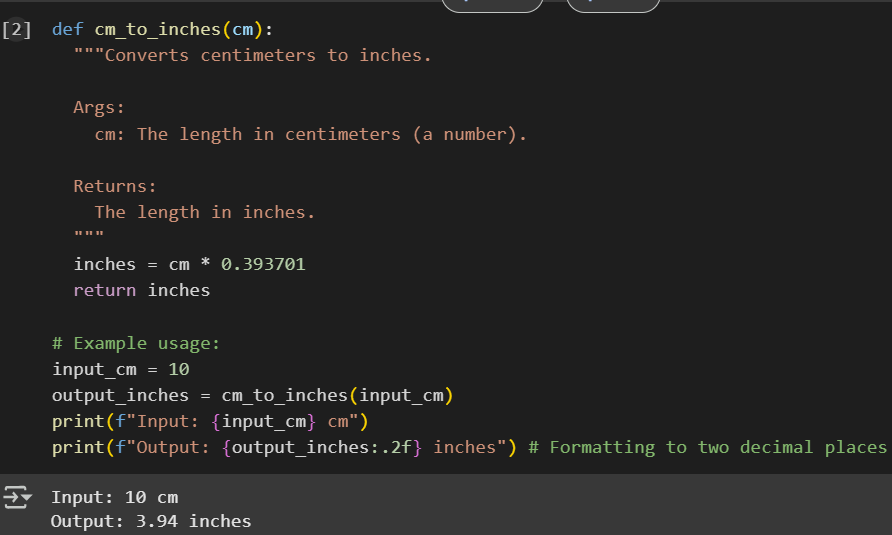 [2] def cm_to_inches(cm):
"""Converts centimeters to inches.
Args:
cm: The length in centimeters (a number).
Returns:
The length in inches.
"""
inches = cm * 0.393701
return inches
# Example usage:
input_cm = 10
output_inches = cm_to_inches(input_cm)
print(f"Input: {input_cm} cm")
print(f"Output: {output_inches:.2f} inches") # Formatting to two decimal places
Input: 10 cm
Output: 3.94 inches